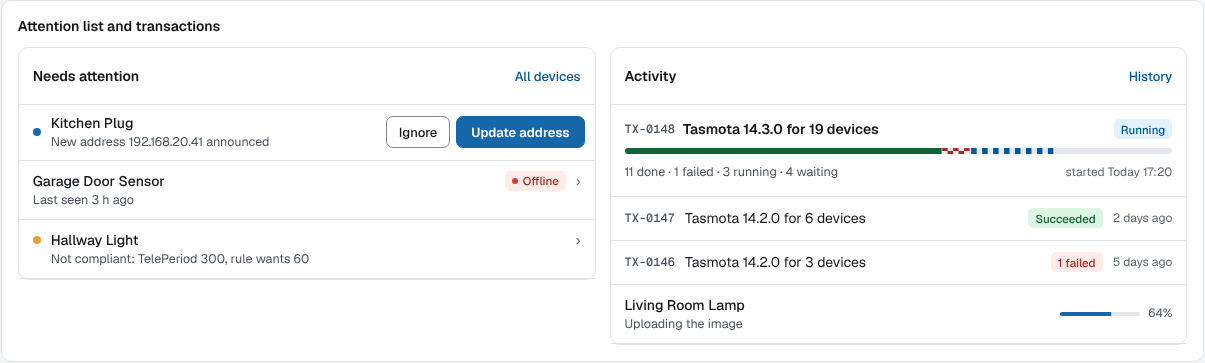 Attention list and transactions
Needs attention
All devices
Kitchen Plug
New address 192.168.20.41 announced
Ignore
Update address
Garage Door Sensor
Last seen 3 h ago
Offline
Hallway Light
Not compliant: TelePeriod 300, rule wants 60
Activity
History
TX-0148 Tasmota 14.3.0 for 19 devices
Running
11 done · 1 failed · 3 running · 4 waiting
started Today 17:20
TX-0147 Tasmota 14.2.0 for 6 devices
Succeeded
2 days ago
TX-0146 Tasmota 14.2.0 for 3 devices
1 failed
5 days ago
Living Room Lamp
Uploading the image
64%